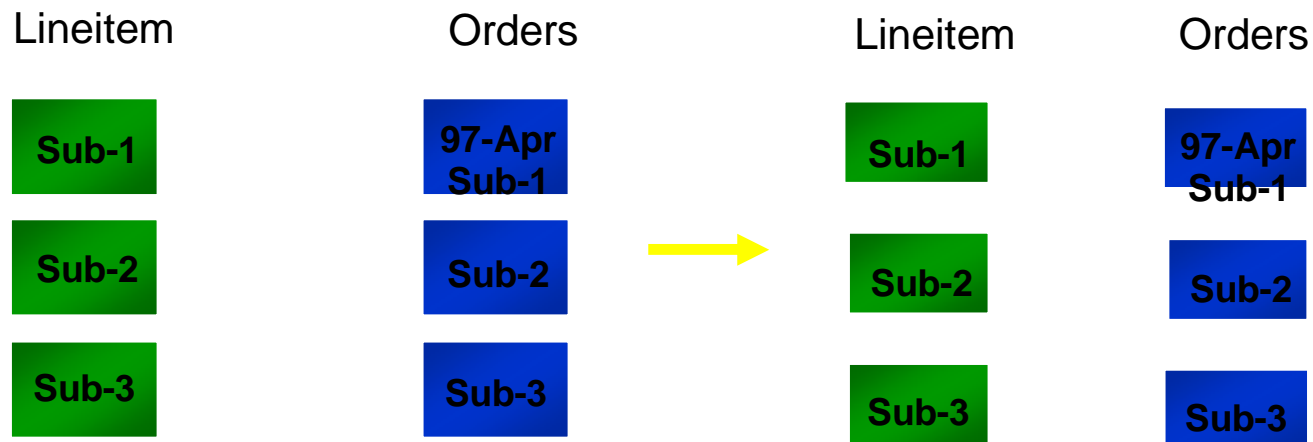 Lineitem Orders Lineitem Orders
Sub-1 97-Apr Sub-1 97-Apr
Sub-1 Sub-1
Sub-2 Sub-2 Sub-2 Sub-2
Sub-3 Sub-3 Sub-3 Sub-3